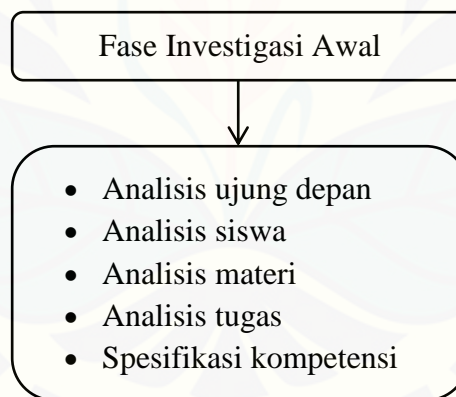 Fase Investigasi Awal
• Analisis ujung depan
• Analisis siswa
• Analisis materi
• Analisis tugas
• Spesifikasi kompetensi